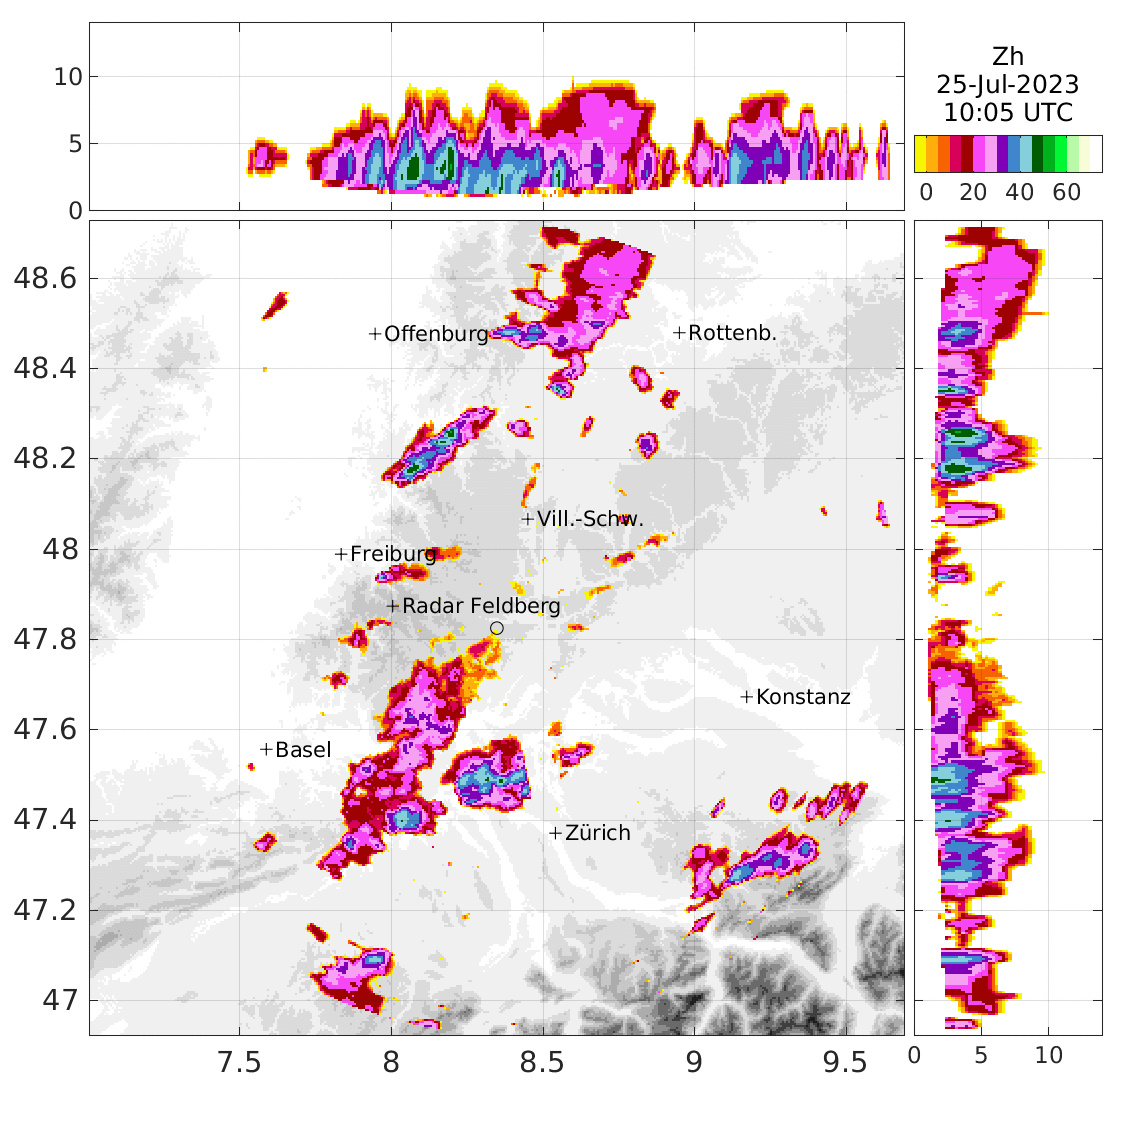 10
5
0
Zh
25-Jul-2023
10:05 UTC
0 20 40 60
48.6
48.4
48.2
48
47.8
47.6
47.4
47.2
47
+Offenburg
+Rottenb.
+Vill.-Schw.
+Freiburg
+Radar Feldberg
+Konstanz
+Basel
+Zürich
7.5 8 8.5 9 9.5
0 5 10